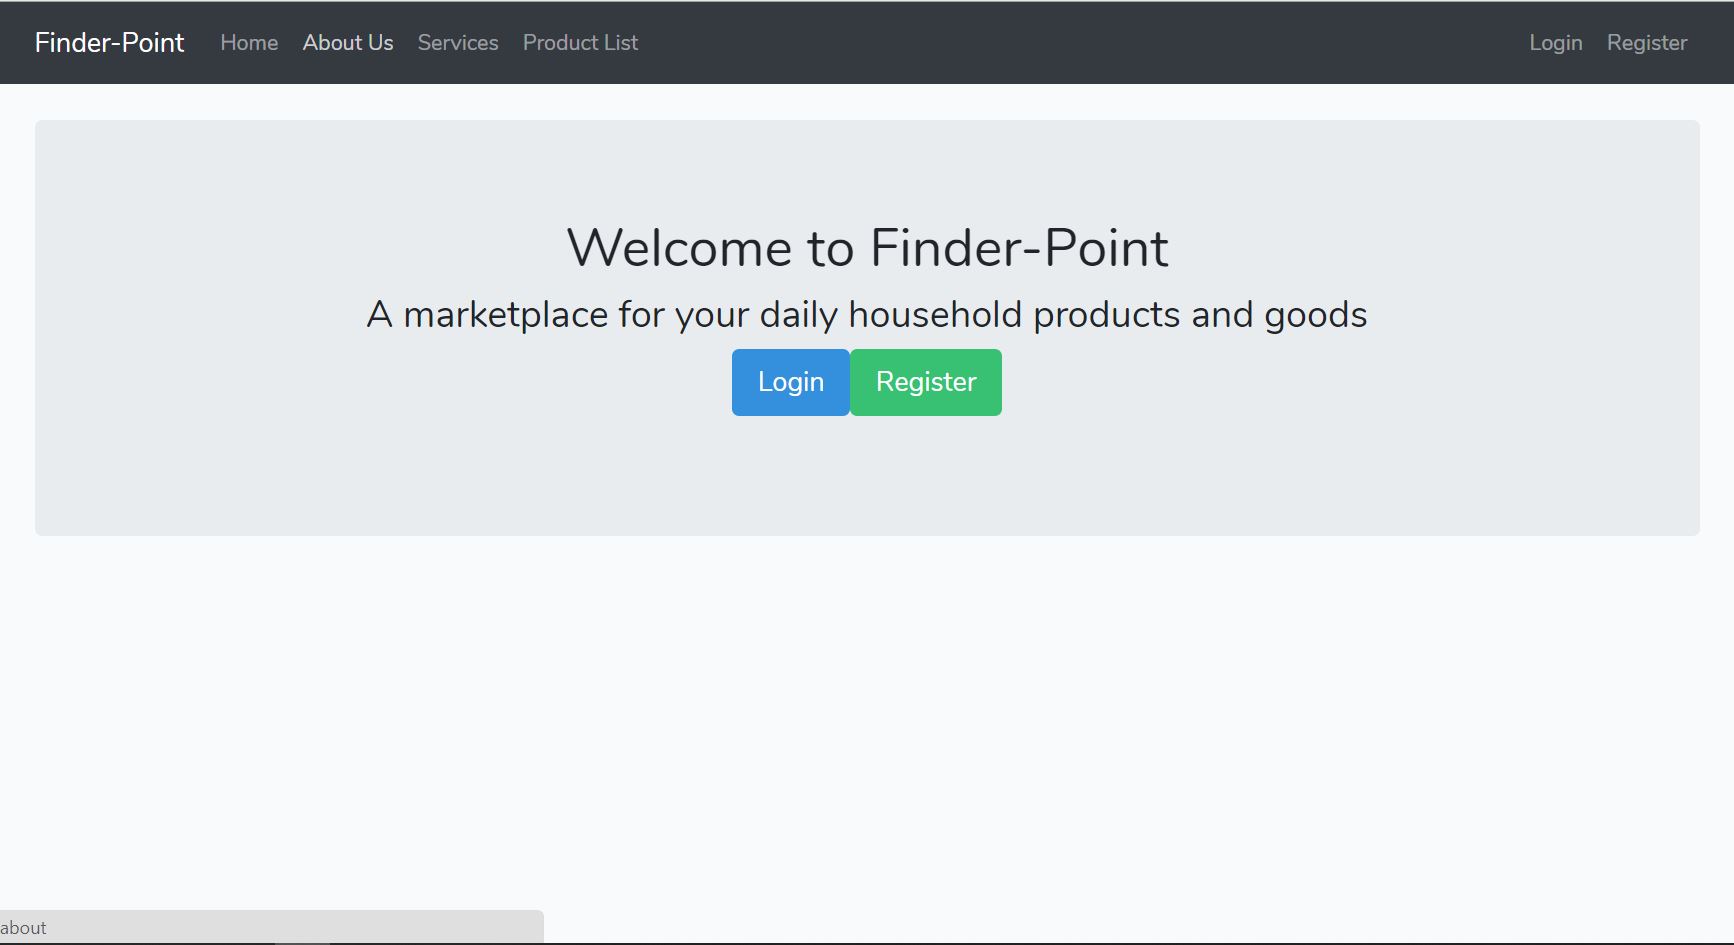 Finder-Point Home About Us Services Product List Login Register
Welcome to Finder-Point
A marketplace for your daily household products and goods
Login Register
about